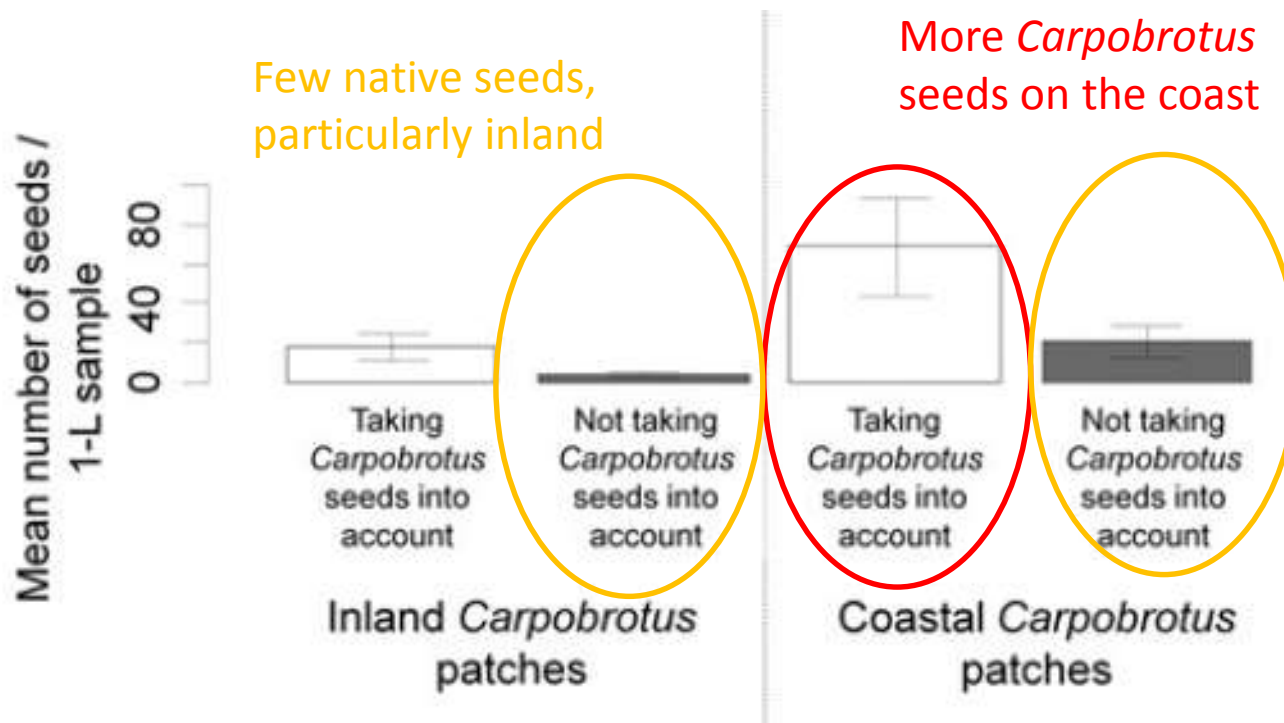 Few native seeds,
particularly inland
More Carpobrotus
seeds on the coast
Mean number of seeds /
1-L sample
80
40
0
Taking
Carpobrotus
seeds into
account
Not taking
Carpobrotus
seeds into
account
Taking
Carpobrotus
seeds into
account
Not taking
Carpobrotus
seeds into
account
Inland Carpobrotus
patches
Coastal Carpobrotus
patches